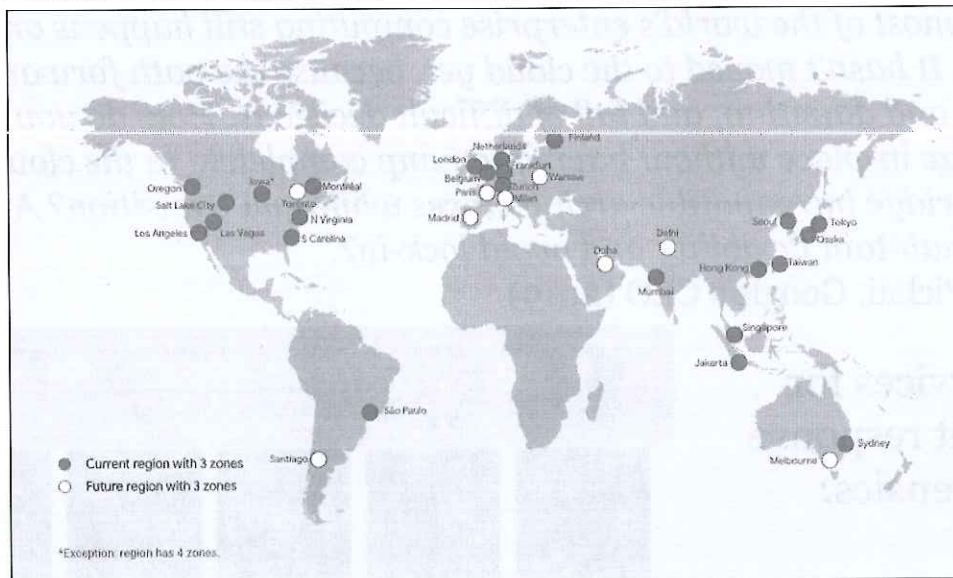 Finland
Netherlands
London
Frankfurt
Belgium
Warsaw
Zurich
Paris
Milan
Madrid
Oregon
Iowa*
Montréal
Salt Lake City
Toronto
N Virginia
Los Angeles
Las Vegas
S Carolina
Seoul
Tokyo
Osaka
Delhi
Doha
Taiwan
Hong Kong
Mumbai
Singapore
Jakarta
São Paulo
Santiago
Sydney
Melbourne
Current region with 3 zones
Future region with 3 zones
*Exception: region has 4 zones.